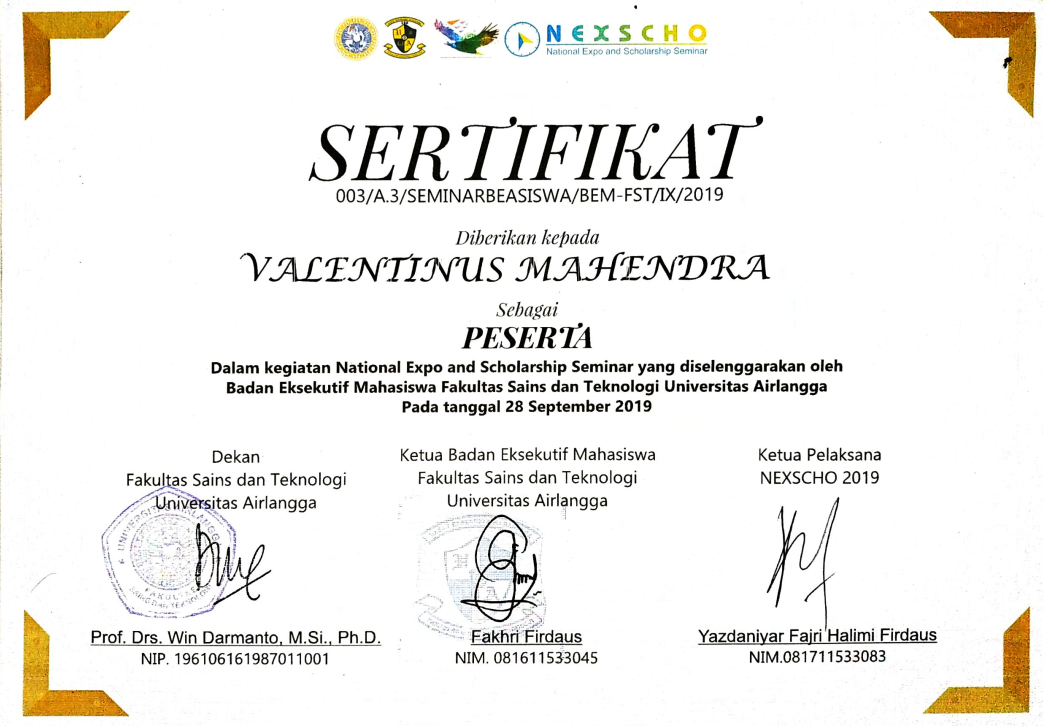 NEXSCHO
National Expo and Scholarship Seminar
SERTIFIKAT
003/A.3/SEMINARBEASISWA/BEM-FST/IX/2019
Diberikan kepada
VALENTINUS MAHENDRA
Sebagai
PESERTA
Dalam kegiatan National Expo and Scholarship Seminar yang diselenggarakan oleh
Badan Eksekutif Mahasiswa Fakultas Sains dan Teknologi Universitas Airlangga
Pada tanggal 28 September 2019
Dekan
Fakultas Sains dan Teknologi
Universitas Airlangga
Prof. Drs. Win Darmanto, M.Si., Ph.D.
NIP. 196106161987011001
Ketua Badan Eksekutif Mahasiswa
Fakultas Sains dan Teknologi
Universitas Airlangga
Fakhri Firdaus
NIM. 081611533045
Ketua Pelaksana
NEXSCHO 2019
Yazdaniyar Fajri Halimi Firdaus
NIM.081711533083